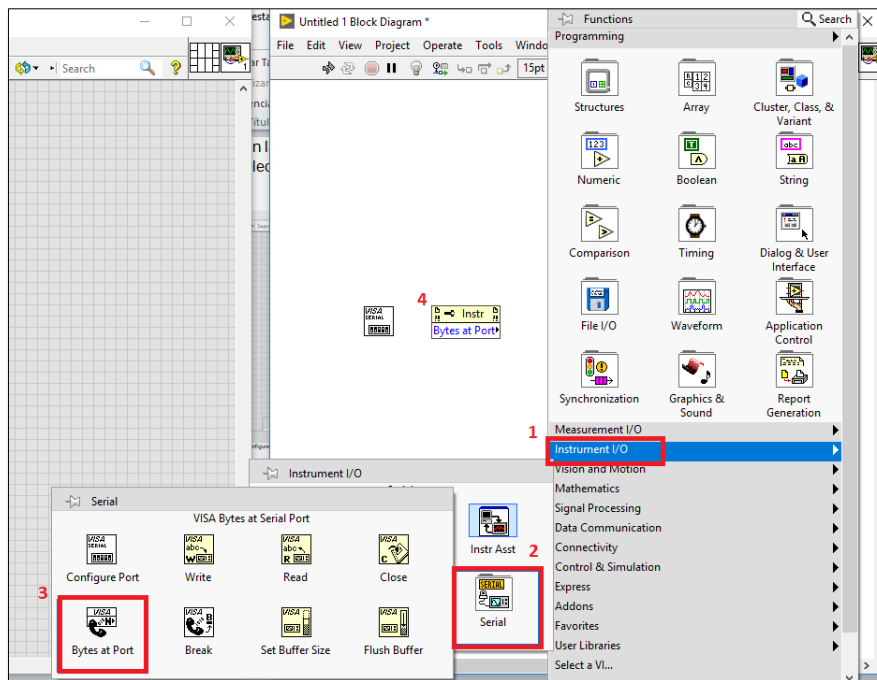 Untitled 1 Block Diagram *
File Edit View Project Operate Tools Windo
Search
15pt
Functions
Search
Programming
Structures
Array
Cluster, Class, & Variant
Numeric
Boolean
String
Comparison
Timing
Dialog & User Interface
File I/O
Waveform
Application Control
Synchronization
Graphics & Sound
Report Generation
1
Measurement I/O
Instrument I/O
Vision and Motion
Mathematics
Signal Processing
Data Communication
Connectivity
Control & Simulation
Express
Addons
Favorites
User Libraries
Select a VI...
4
VISA
SERIAL
Instr
Bytes at Port
Instrument I/O
Instr Asst
2
SERIAL
Serial
Serial
VISA Bytes at Serial Port
Configure Port
Write
Read
Close
3
Bytes at Port
Break
Set Buffer Size
Flush Buffer